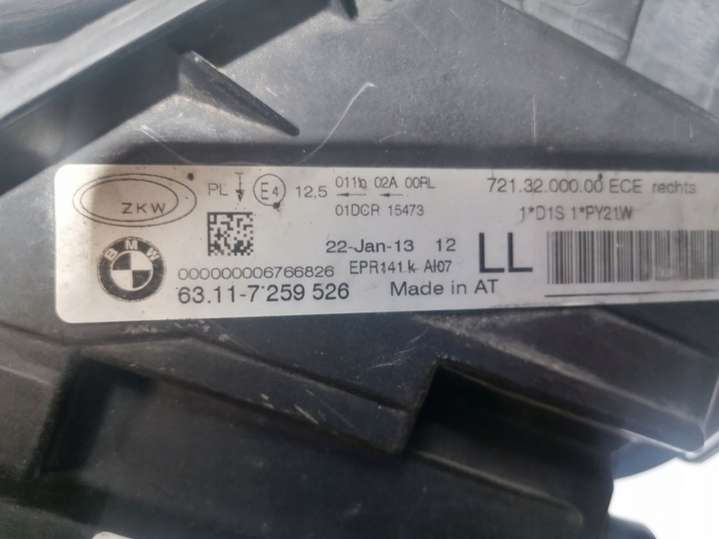 ZKW
PL E4 12,5 011b 02A 00RL
01DCR 15473
721.32.000.00 ECE rechts
1*D1S 1*PY21W
BMW
22-Jan-13 12
000000006766826 EPR141.k AI07
LL
63.11-7 259 526 Made in AT